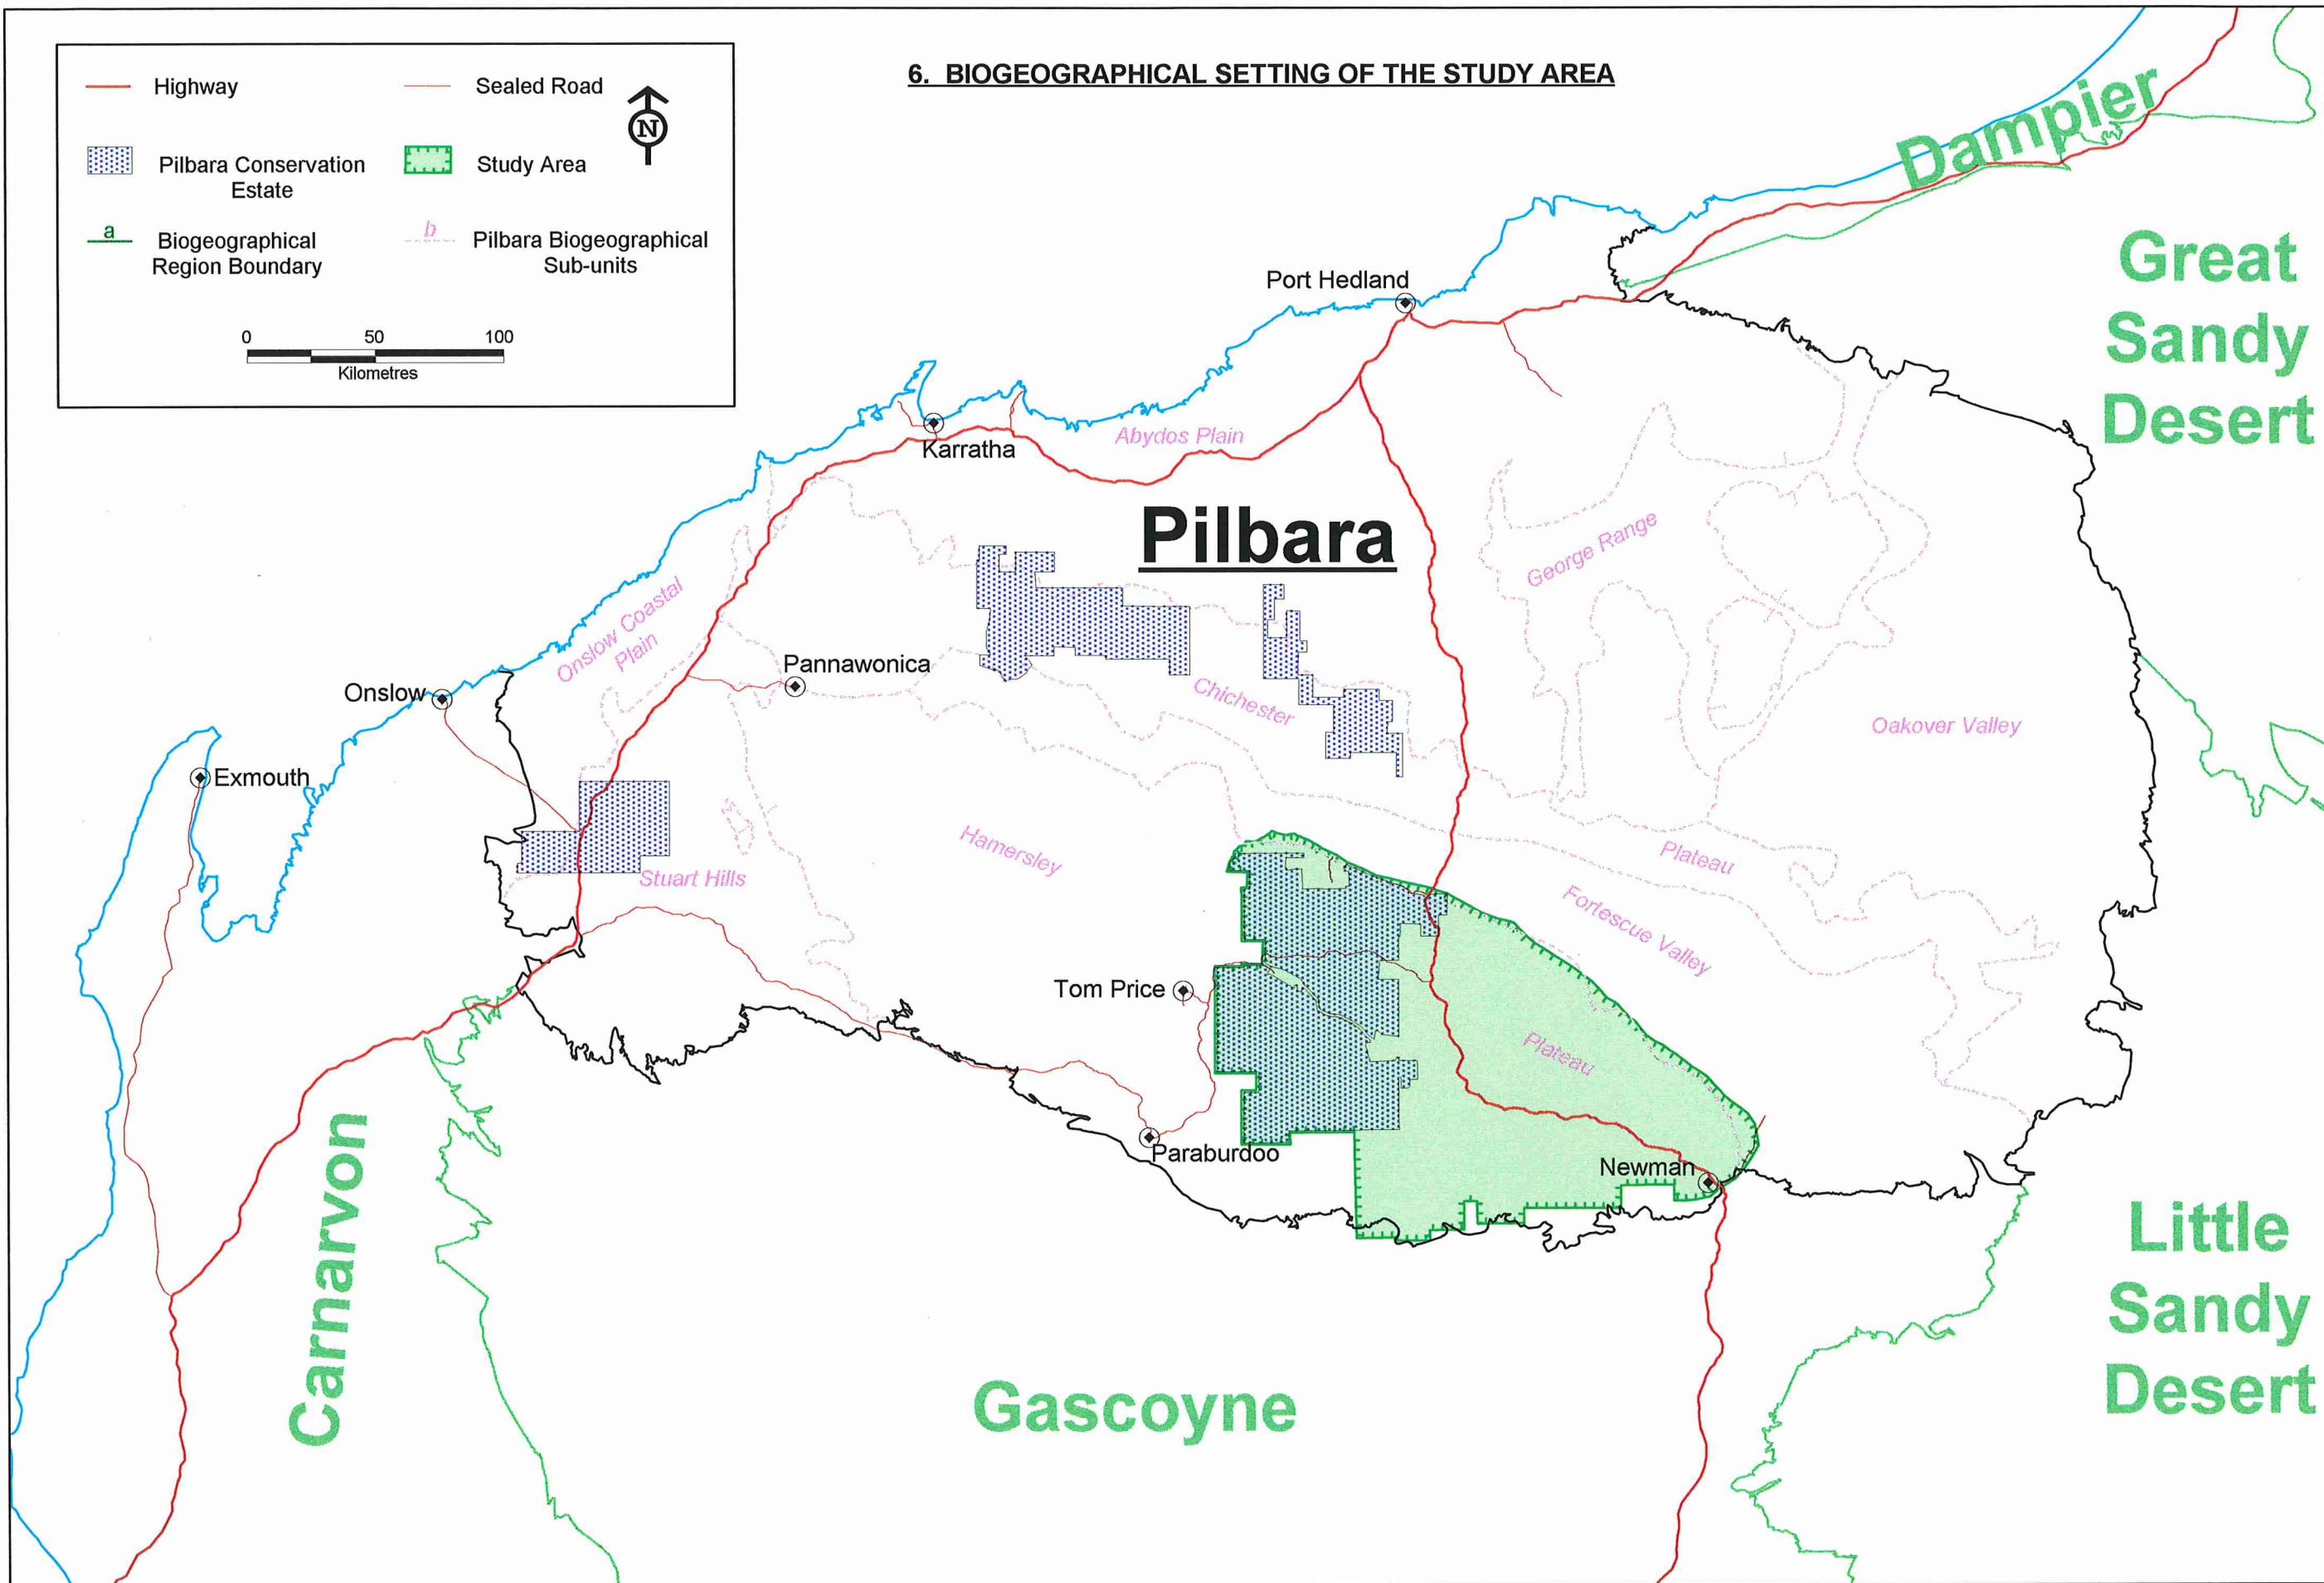 6. BIOGEOGRAPHICAL SETTING OF THE STUDY AREA
Highway
Sealed Road
N
Pilbara Conservation
Estate
Study Area
a
Biogeographical
Region Boundary
b
Pilbara Biogeographical
Sub-units
0 50 100
Kilometres
Dampier
Great
Sandy
Desert
Port Hedland
Karratha
Abydos Plain
Pilbara
George Range
Onslow Coastal
Plain
Pannawonica
Onslow
Chichester
Oakover Valley
Exmouth
Hamersley
Stuart Hills
Plateau
Fortescue Valley
Tom Price
Plateau
Paraburdoo
Newman
Carnarvon
Gascoyne
Little
Sandy
Desert